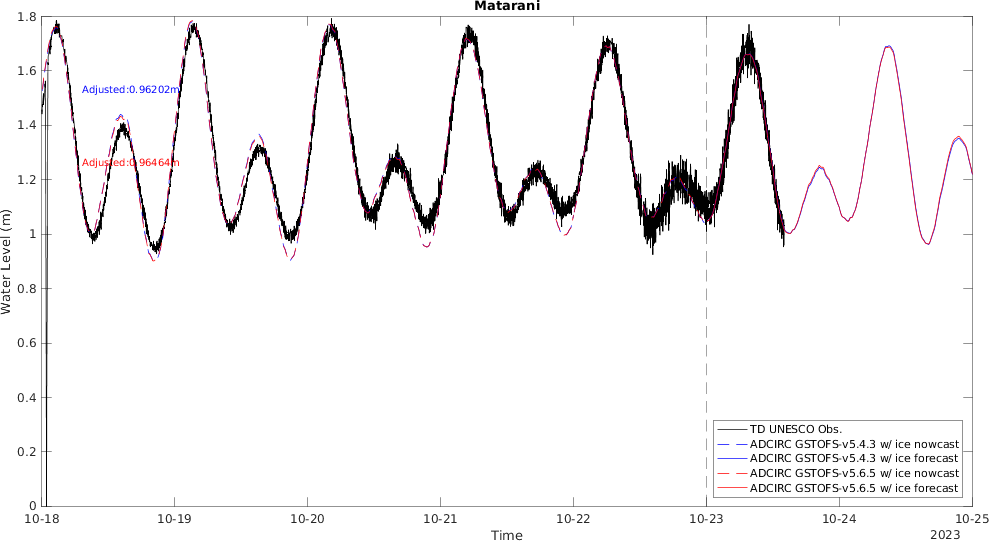 Matarani
1.8
1.6
1.4
1.2
1
0.8
0.6
0.4
0.2
0
Water Level (m)
Adjusted:0.96202m
Adjusted:0.96464m
TD UNESCO Obs.
ADCIRC GSTOFS-v5.4.3 w/ ice nowcast
ADCIRC GSTOFS-v5.4.3 w/ ice forecast
ADCIRC GSTOFS-v5.6.5 w/ ice nowcast
ADCIRC GSTOFS-v5.6.5 w/ ice forecast
10-18 10-19 10-20 10-21 10-22 10-23 10-24 10-25
Time
2023